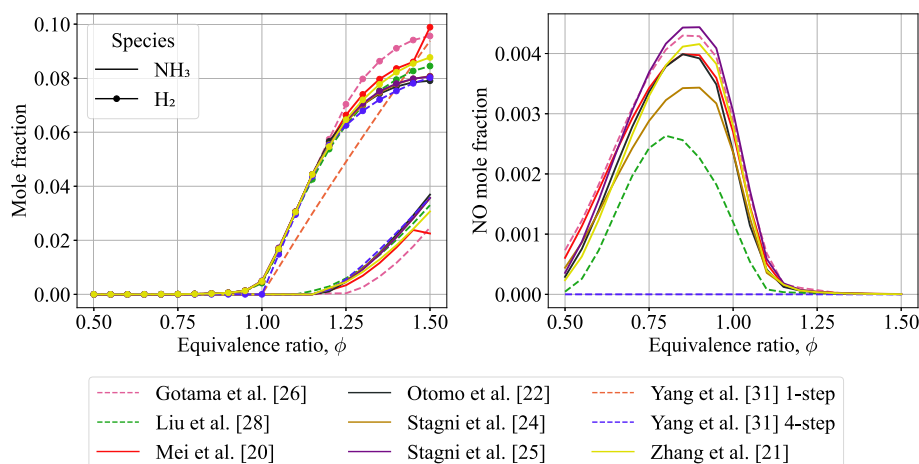 Species
NH₃
H₂
Mole fraction
0.10
0.08
0.06
0.04
0.02
0.00
0.50 0.75 1.00 1.25 1.50
Equivalence ratio, ϕ
NO mole fraction
0.004
0.003
0.002
0.001
0.000
0.50 0.75 1.00 1.25 1.50
Equivalence ratio, ϕ
Gotama et al. [26] Otomo et al. [22] Yang et al. [31] 1-step
Liu et al. [28] Stagni et al. [24] Yang et al. [31] 4-step
Mei et al. [20] Stagni et al. [25] Zhang et al. [21]